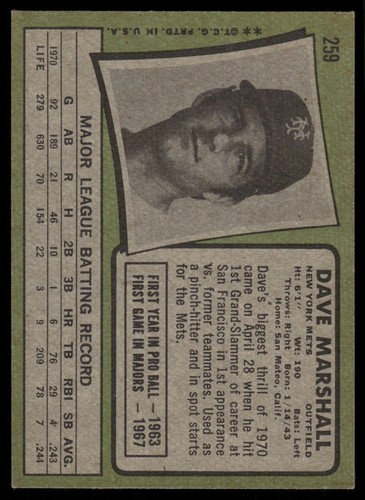 259
DAVE MARSHALL
NEW YORK METS OUTFIELD
Ht: 6'1" Wt: 190 Bats: Left
Throws: Right Born: 1/14/43
Home: San Mateo, Calif.
Dave's biggest thrill of 1970
came on April 28 when he hit
1st Grand-Slammer of career at
San Francisco in 1st appearance
vs. former teammates. Used as
a pinch-hitter and in spot starts
for the Mets.
FIRST YEAR IN PRO BALL — 1963
FIRST GAME IN MAJORS — 1967
MAJOR LEAGUE BATTING RECORD
G AB R H 2B 3B HR TB RBI SB AVG.
1970 92 189 21 46 10 1 6 76 29 4 .243
LIFE 279 630 70 154 22 3 9 209 78 7 .244
**©T.C.G. PRTD. IN U.S.A.
NY